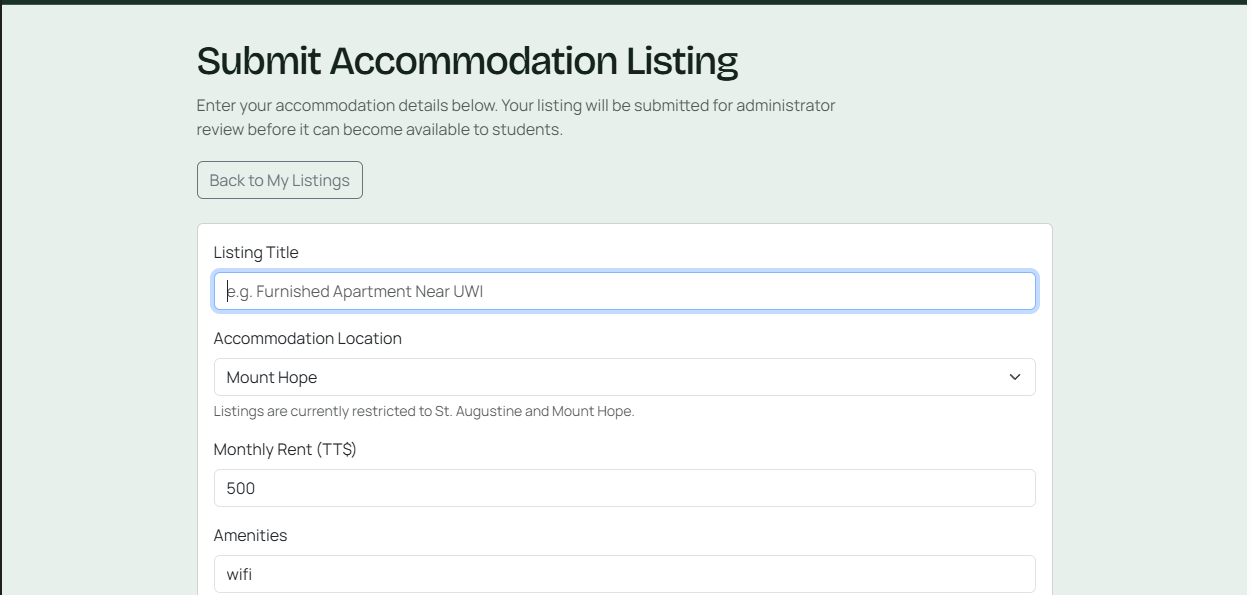 Submit Accommodation Listing
Enter your accommodation details below. Your listing will be submitted for administrator
review before it can become available to students.
Back to My Listings
Listing Title
e.g. Furnished Apartment Near UWI
Accommodation Location
Mount Hope
Listings are currently restricted to St. Augustine and Mount Hope.
Monthly Rent (TT$)
500
Amenities
wifi